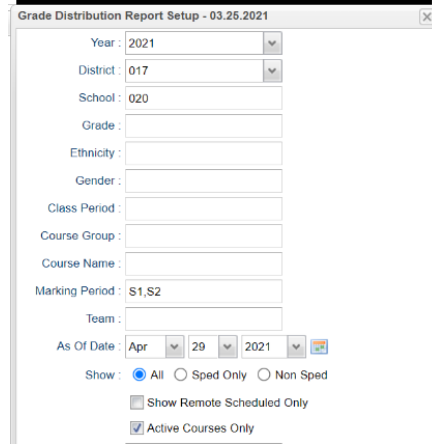 Grade Distribution Report Setup - 03.25.2021
Year : 2021
District : 017
School : 020
Grade :
Ethnicity :
Gender :
Class Period :
Course Group :
Course Name :
Marking Period : S1,S2
Team :
As Of Date : Apr 29 2021
Show : All Sped Only Non Sped
Show Remote Scheduled Only
Active Courses Only